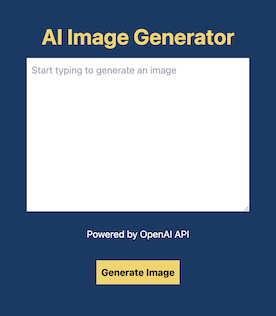 AI Image Generator
Start typing to generate an image
Powered by OpenAI API
Generate Image